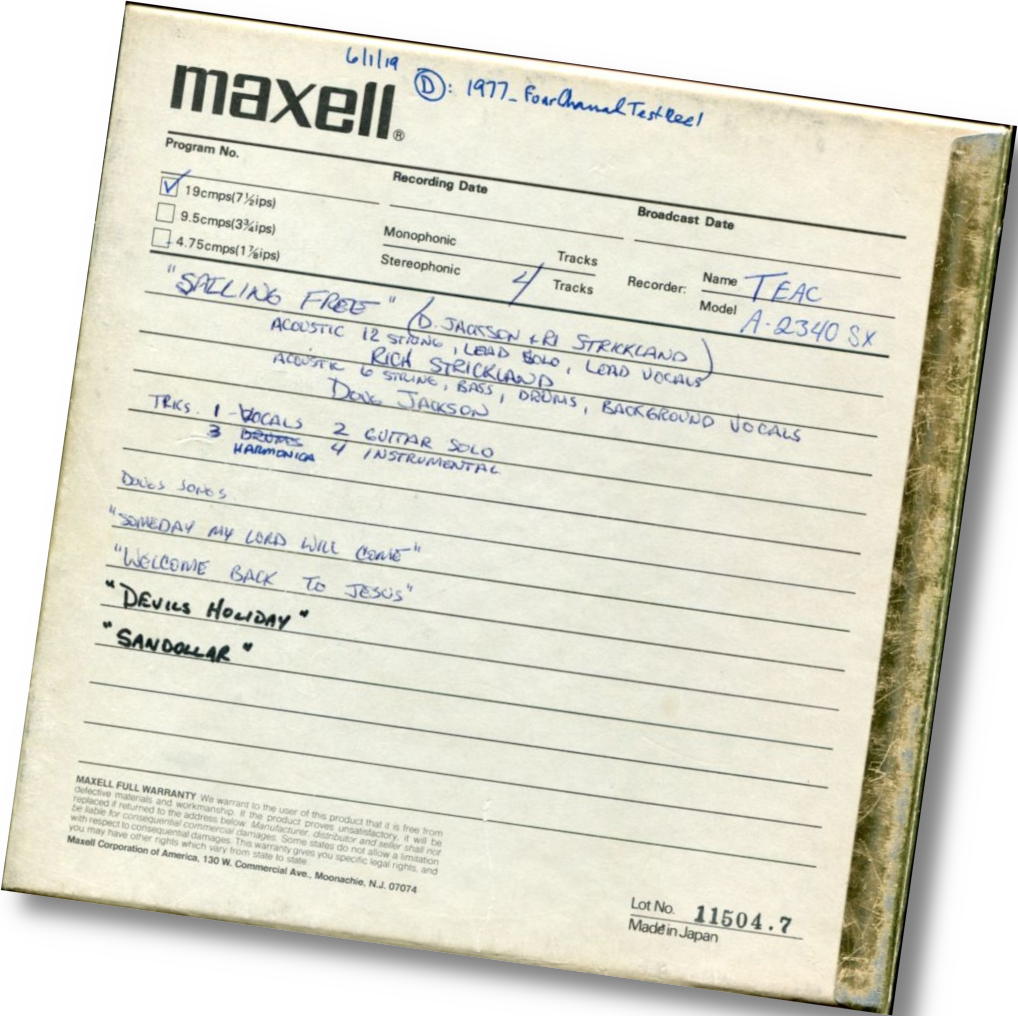 6/1/19
D: 1977_FourChannelTestReel
maxell®
Program No.
Recording Date
Broadcast Date
✓ 19cmps(7½ips)
9.5cmps(3¾ips)
4.75cmps(1⅞ips)
Monophonic Tracks
Stereophonic 4 Tracks
Recorder: Name TEAC
Model A-2340 SX
"SAILING FREE" (D. JACKSON & RI STRICKLAND)
ACOUSTIC 12 STRING, LEAD SOLO, LEAD VOCALS
RICH STRICKLAND
ACOUSTIC 6 STRING, BASS, DRUMS, BACKGROUND VOCALS
DOUG JACKSON
TRKS. 1 - VOCALS 2 GUITAR SOLO
3 DRUMS 4 INSTRUMENTAL
HARMONICA
DOUGS SONGS
"SOMEDAY MY LORD WILL COME"
"WELCOME BACK TO JESUS"
"DEVILS HOLIDAY"
"SANDOLLAR"
MAXELL FULL WARRANTY We warrant to the user of this product that it is free from
defective materials and workmanship. If the product proves unsatisfactory, it will be
replaced if returned to the address below. Manufacturer, distributor and seller shall not
be liable for consequential commercial damages. Some states do not allow a limitation
with respect to consequential damages. This warranty gives you specific legal rights, and
you may have other rights which vary from state to state.
Maxell Corporation of America, 130 W. Commercial Ave., Moonachie, N.J. 07074
Lot No. 11504.7
Made in Japan